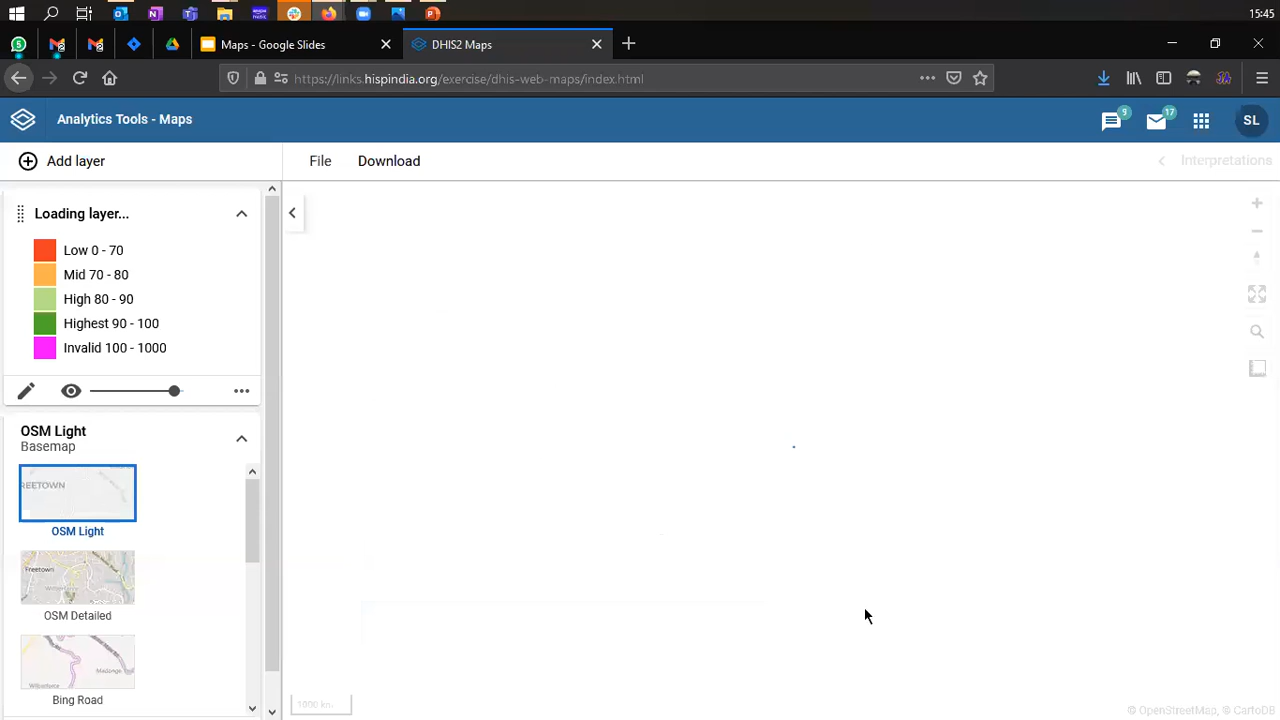 15:45
Maps - Google Slides
DHIS2 Maps
https://links.hispindia.org/exercise/dhis-web-maps/index.html
Analytics Tools - Maps
9
17
SL
Add layer
File
Download
Interpretations
Loading layer...
Low 0 - 70
Mid 70 - 80
High 80 - 90
Highest 90 - 100
Invalid 100 - 1000
OSM Light
Basemap
REETOWN
OSM Light
Freetown
OSM Detailed
Bing Road
1000 km
© OpenStreetMap, © CartoDB